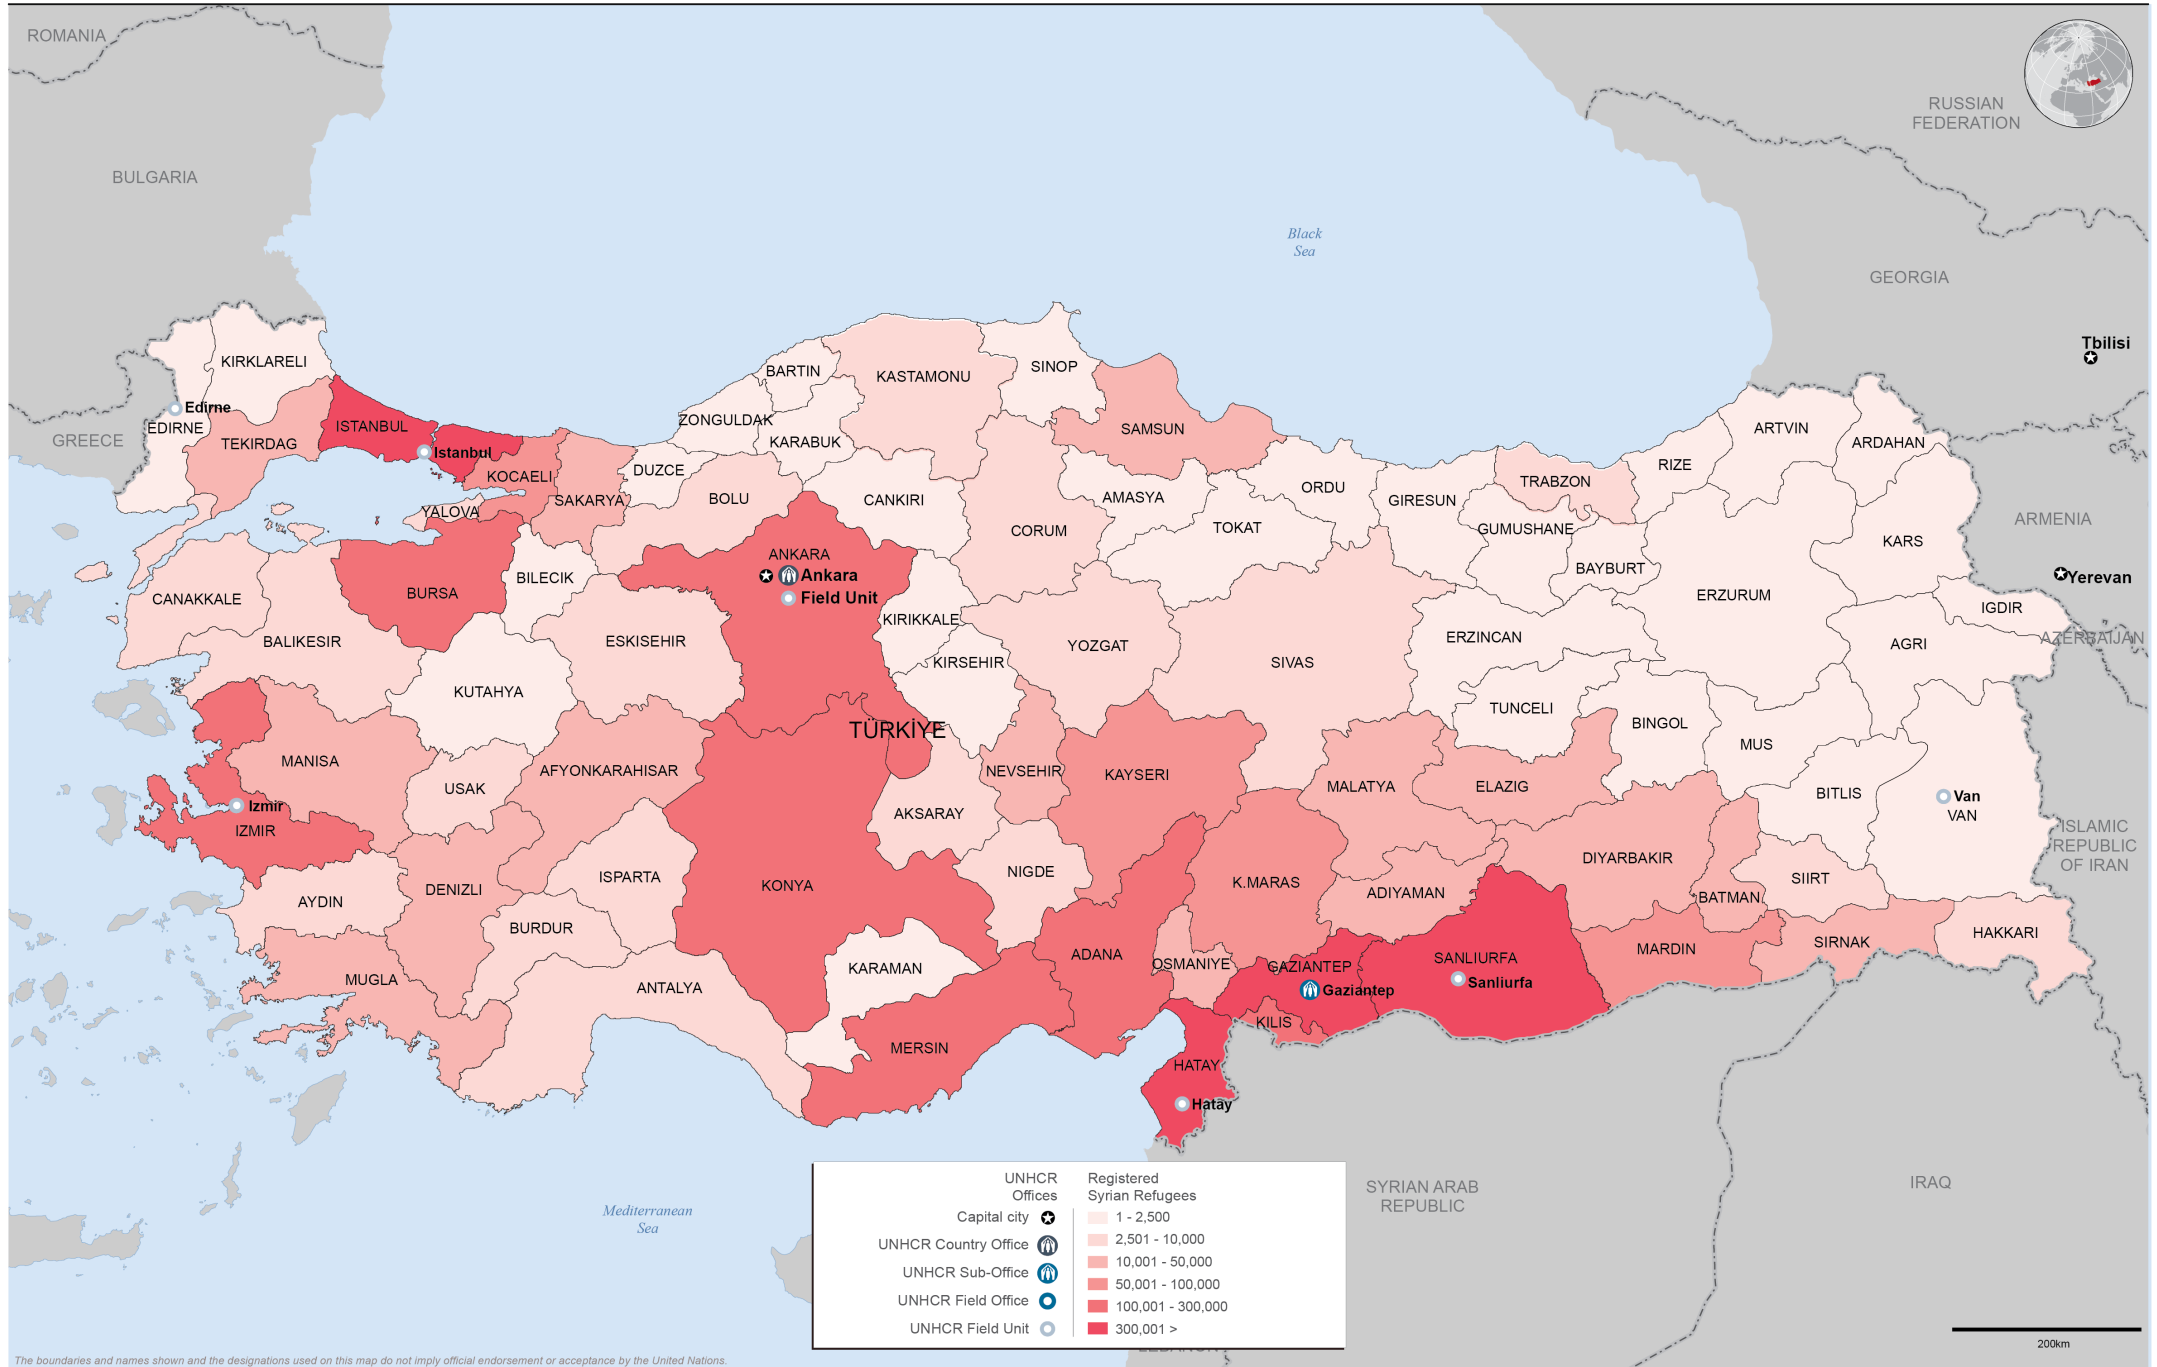 ROMANIA
BULGARIA
GREECE
RUSSIAN
FEDERATION
GEORGIA
Tbilisi
ARMENIA
Yerevan
AZERBAIJAN
ISLAMIC
REPUBLIC
OF IRAN
IRAQ
SYRIAN ARAB
REPUBLIC
Black
Sea
Mediterranean
Sea
TÜRKİYE
KIRKLARELI
Edirne
EDIRNE
TEKIRDAG
ISTANBUL
Istanbul
KOCAELI
SAKARYA
YALOVA
DUZCE
ZONGULDAK
BARTIN
KARABUK
KASTAMONU
SINOP
SAMSUN
BOLU
CANKIRI
CORUM
AMASYA
TOKAT
ORDU
GIRESUN
TRABZON
GUMUSHANE
BAYBURT
RIZE
ARTVIN
ARDAHAN
KARS
IGDIR
AGRI
ERZURUM
ERZINCAN
CANAKKALE
BALIKESIR
BURSA
BILECIK
ESKISEHIR
KUTAHYA
ANKARA
Ankara
Field Unit
KIRIKKALE
KIRSEHIR
YOZGAT
SIVAS
TUNCELI
BINGOL
MUS
BITLIS
Van
VAN
MANISA
Izmir
IZMIR
USAK
AFYONKARAHISAR
AKSARAY
NEVSEHIR
KAYSERI
MALATYA
ELAZIG
DIYARBAKIR
BATMAN
SIIRT
SIRNAK
HAKKARI
MARDIN
AYDIN
DENIZLI
MUGLA
BURDUR
ISPARTA
ANTALYA
KONYA
KARAMAN
NIGDE
MERSIN
ADANA
OSMANIYE
K.MARAS
ADIYAMAN
GAZIANTEP
Gaziantep
SANLIURFA
Sanliurfa
KILIS
HATAY
Hatay
UNHCR
Offices
Capital city
UNHCR Country Office
UNHCR Sub-Office
UNHCR Field Office
UNHCR Field Unit
Registered
Syrian Refugees
1 - 2,500
2,501 - 10,000
10,001 - 50,000
50,001 - 100,000
100,001 - 300,000
300,001 >
LEBANON
200km
The boundaries and names shown and the designations used on this map do not imply official endorsement or acceptance by the United Nations.